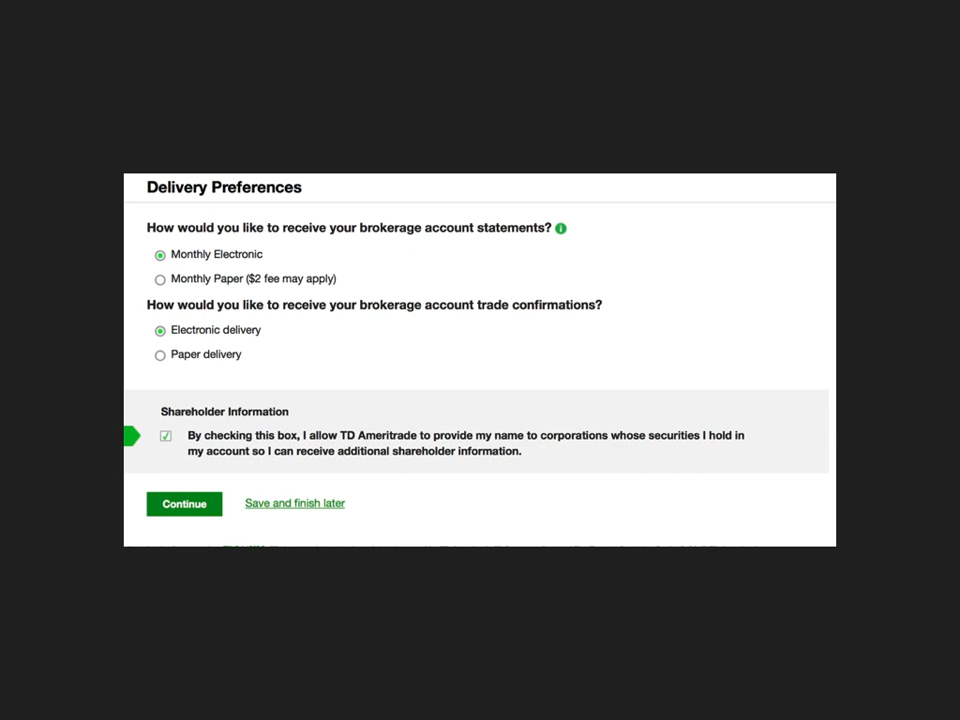 Delivery Preferences
How would you like to receive your brokerage account statements?
Monthly Electronic
Monthly Paper ($2 fee may apply)
How would you like to receive your brokerage account trade confirmations?
Electronic delivery
Paper delivery
Shareholder Information
By checking this box, I allow TD Ameritrade to provide my name to corporations whose securities I hold in
my account so I can receive additional shareholder information.
Continue Save and finish later